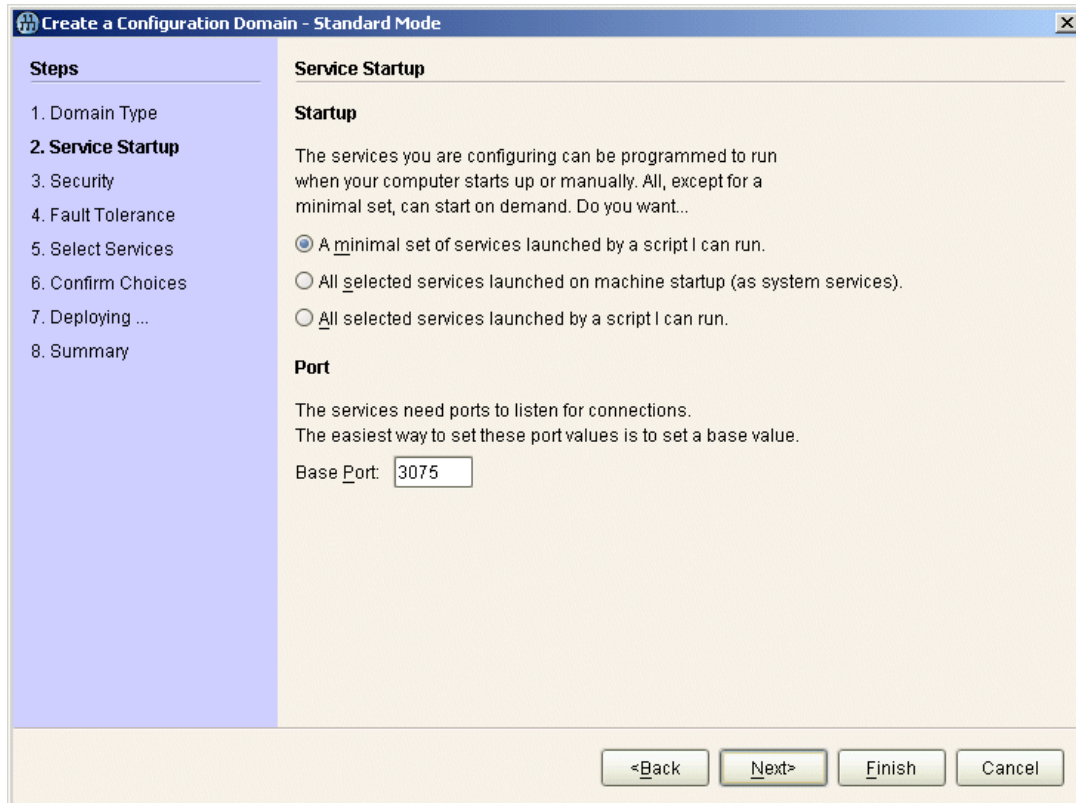 Create a Configuration Domain - Standard Mode
Steps
1. Domain Type
2. Service Startup
3. Security
4. Fault Tolerance
5. Select Services
6. Confirm Choices
7. Deploying ...
8. Summary
Service Startup
Startup
The services you are configuring can be programmed to run
when your computer starts up or manually. All, except for a
minimal set, can start on demand. Do you want...
A minimal set of services launched by a script I can run.
All selected services launched on machine startup (as system services).
All selected services launched by a script I can run.
Port
The services need ports to listen for connections.
The easiest way to set these port values is to set a base value.
Base Port: 3075
<Back Next> Finish Cancel